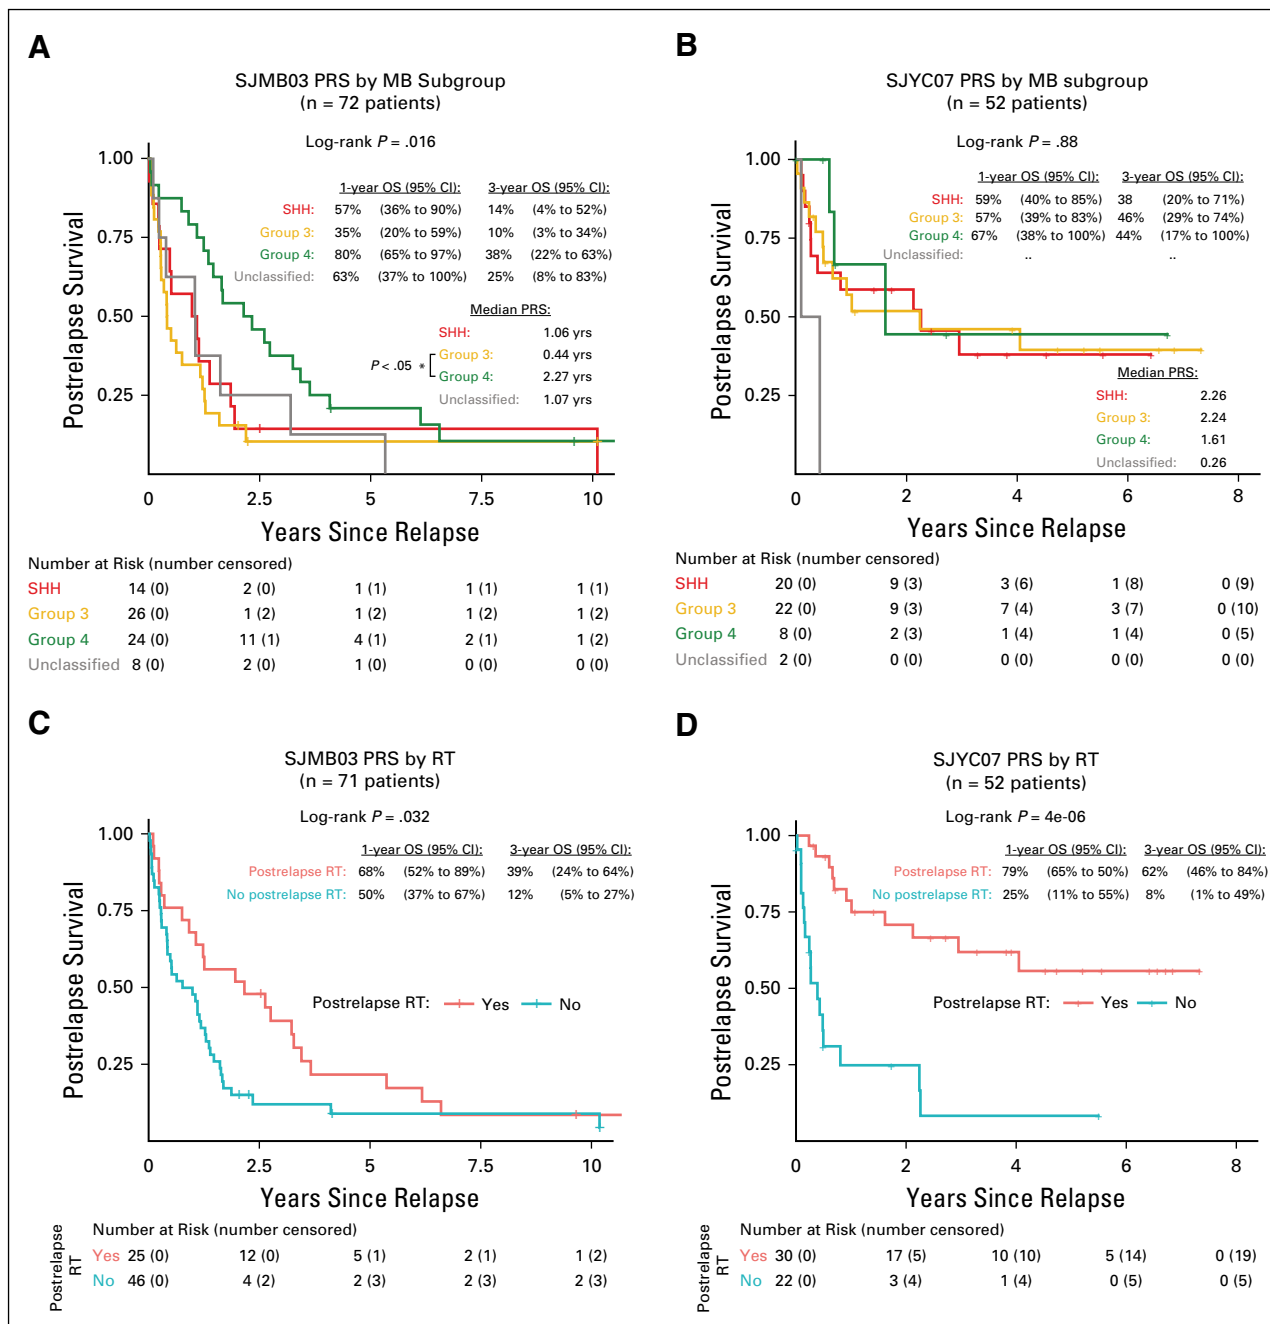 A
SJMB03 PRS by MB Subgroup
(n = 72 patients)
Log-rank P = .016
1-year OS (95% CI): 3-year OS (95% CI):
SHH: 57% (36% to 90%) 14% (4% to 52%)
Group 3: 35% (20% to 59%) 10% (3% to 34%)
Group 4: 80% (65% to 97%) 38% (22% to 63%)
Unclassified: 63% (37% to 100%) 25% (8% to 83%)
Median PRS:
SHH: 1.06 yrs
Group 3: 0.44 yrs
P < .05 *
Group 4: 2.27 yrs
Unclassified: 1.07 yrs
Postrelapse Survival
1.00
0.75
0.50
0.25
0 2.5 5 7.5 10
Years Since Relapse
Number at Risk (number censored)
SHH 14 (0) 2 (0) 1 (1) 1 (1) 1 (1)
Group 3 26 (0) 1 (2) 1 (2) 1 (2) 1 (2)
Group 4 24 (0) 11 (1) 4 (1) 2 (1) 1 (2)
Unclassified 8 (0) 2 (0) 1 (0) 0 (0) 0 (0)
B
SJYC07 PRS by MB subgroup
(n = 52 patients)
Log-rank P = .88
1-year OS (95% CI): 3-year OS (95% CI):
SHH: 59% (40% to 85%) 38 (20% to 71%)
Group 3: 57% (39% to 83%) 46% (29% to 74%)
Group 4: 67% (38% to 100%) 44% (17% to 100%)
Unclassified: .. ..
Median PRS:
SHH: 2.26
Group 3: 2.24
Group 4: 1.61
Unclassified: 0.26
Postrelapse Survival
1.00
0.75
0.50
0.25
0 2 4 6 8
Years Since Relapse
Number at Risk (number censored)
SHH 20 (0) 9 (3) 3 (6) 1 (8) 0 (9)
Group 3 22 (0) 9 (3) 7 (4) 3 (7) 0 (10)
Group 4 8 (0) 2 (3) 1 (4) 1 (4) 0 (5)
Unclassified 2 (0) 0 (0) 0 (0) 0 (0) 0 (0)
C
SJMB03 PRS by RT
(n = 71 patients)
Log-rank P = .032
1-year OS (95% CI): 3-year OS (95% CI):
Postrelapse RT: 68% (52% to 89%) 39% (24% to 64%)
No postrelapse RT: 50% (37% to 67%) 12% (5% to 27%)
Postrelapse RT: Yes No
Postrelapse Survival
1.00
0.75
0.50
0.25
0 2.5 5 7.5 10
Years Since Relapse
Number at Risk (number censored)
Postrelapse
RT
Yes 25 (0) 12 (0) 5 (1) 2 (1) 1 (2)
No 46 (0) 4 (2) 2 (3) 2 (3) 2 (3)
D
SJYC07 PRS by RT
(n = 52 patients)
Log-rank P = 4e-06
1-year OS (95% CI): 3-year OS (95% CI):
Postrelapse RT: 79% (65% to 50%) 62% (46% to 84%)
No postrelapse RT: 25% (11% to 55%) 8% (1% to 49%)
Postrelapse RT: Yes No
Postrelapse Survival
1.00
0.75
0.50
0.25
0 2 4 6 8
Years Since Relapse
Number at Risk (number censored)
Postrelapse
RT
Yes 30 (0) 17 (5) 10 (10) 5 (14) 0 (19)
No 22 (0) 3 (4) 1 (4) 0 (5) 0 (5)